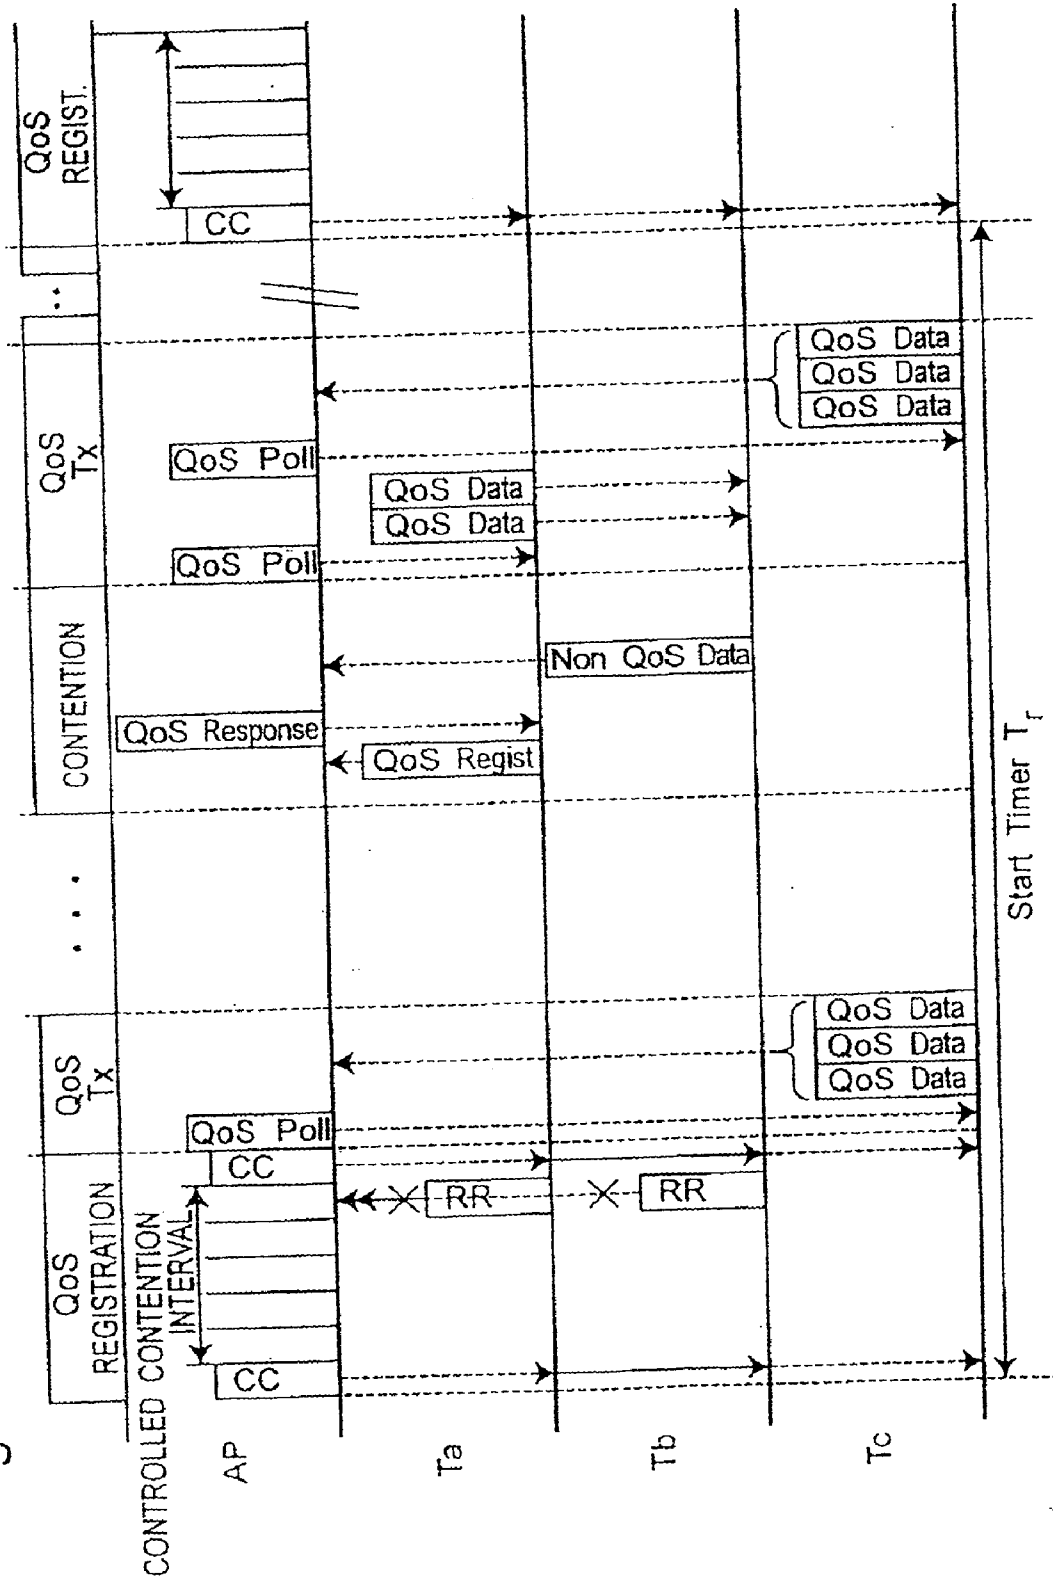 QoS
REGISTRATION
QoS
Tx
. . .
CONTENTION
QoS
Tx
..
QoS
REGIST.
CONTROLLED CONTENTION
INTERVAL
AP
CC
CC
QoS Poll
QoS Response
QoS Poll
QoS Poll
CC
Ta
RR
QoS Regist
QoS Data
QoS Data
Tb
RR
Non QoS Data
Tc
QoS Data
QoS Data
QoS Data
QoS Data
QoS Data
QoS Data
Start Timer Tr